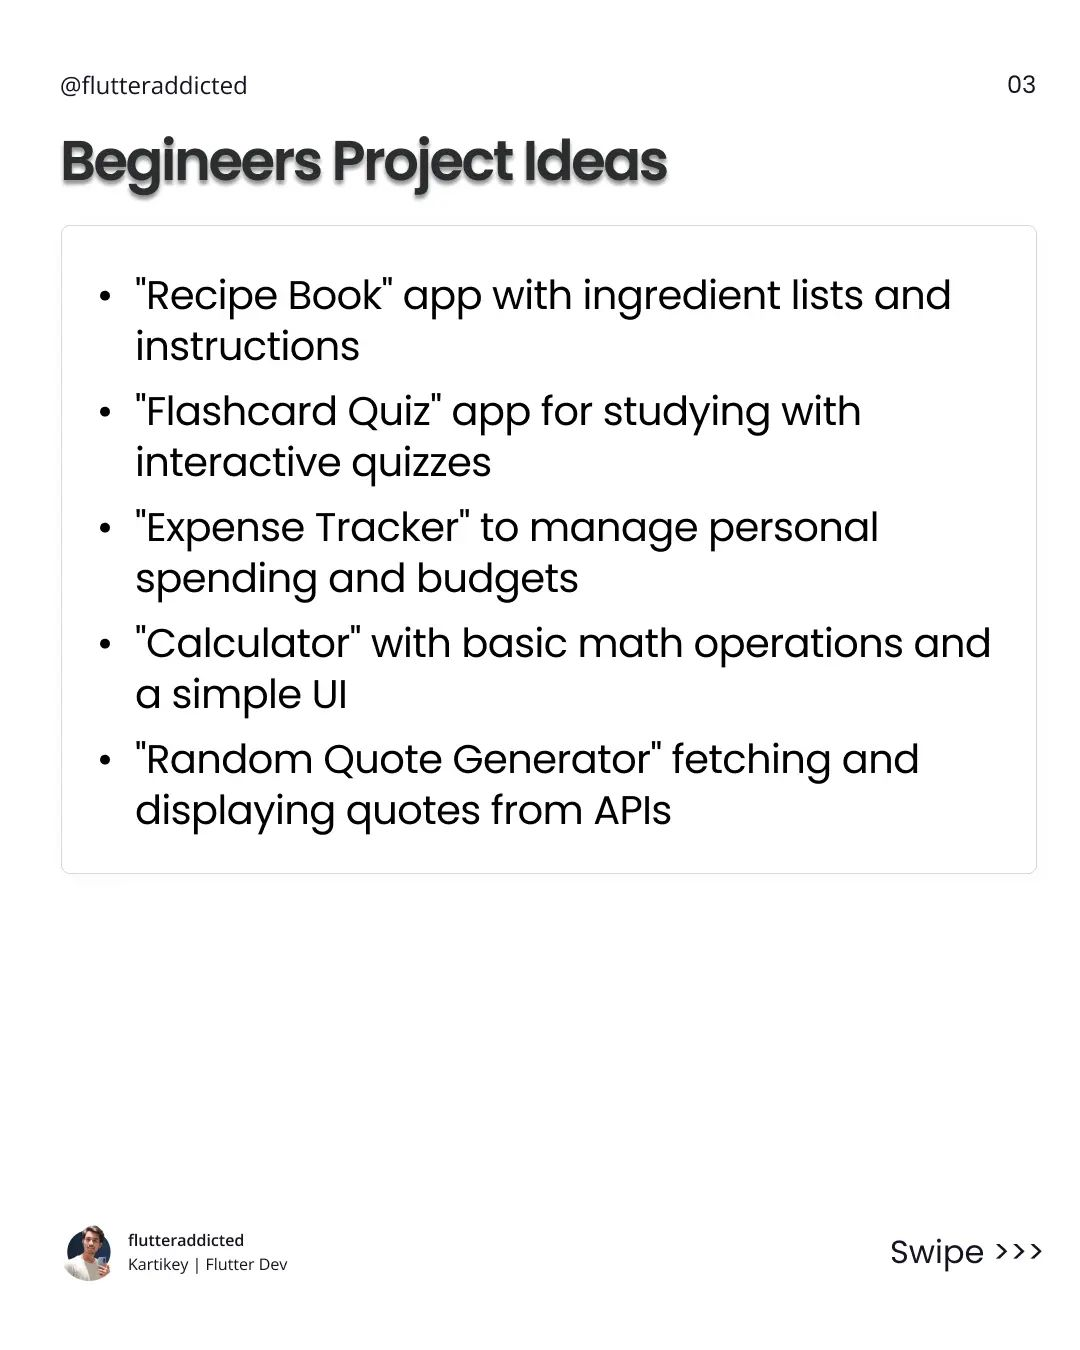 @flutteraddicted
03
Begineers Project Ideas
• "Recipe Book" app with ingredient lists and
instructions
• "Flashcard Quiz" app for studying with
interactive quizzes
• "Expense Tracker" to manage personal
spending and budgets
• "Calculator" with basic math operations and
a simple UI
• "Random Quote Generator" fetching and
displaying quotes from APIs
flutteraddicted
Kartikey | Flutter Dev
Swipe >>>